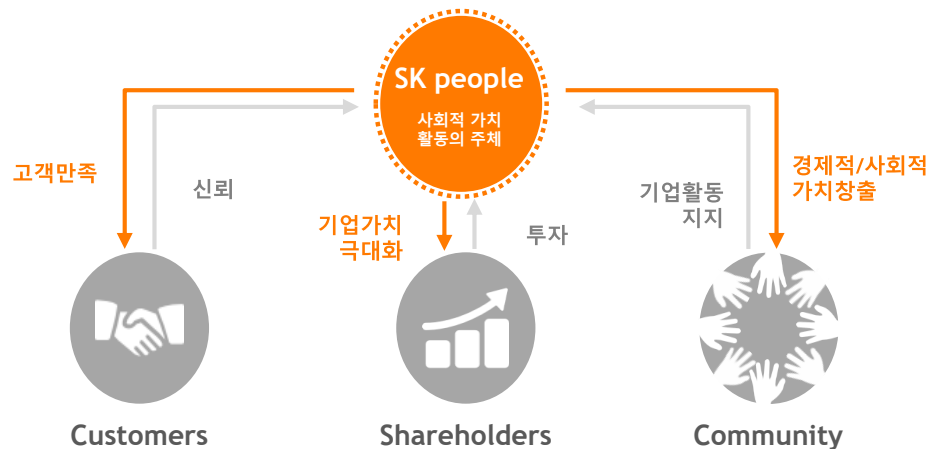 SK people
사회적 가치
활동의 주체
고객만족
신뢰
기업가치
극대화
투자
기업활동
지지
경제적/사회적
가치창출
Customers
Shareholders
Community